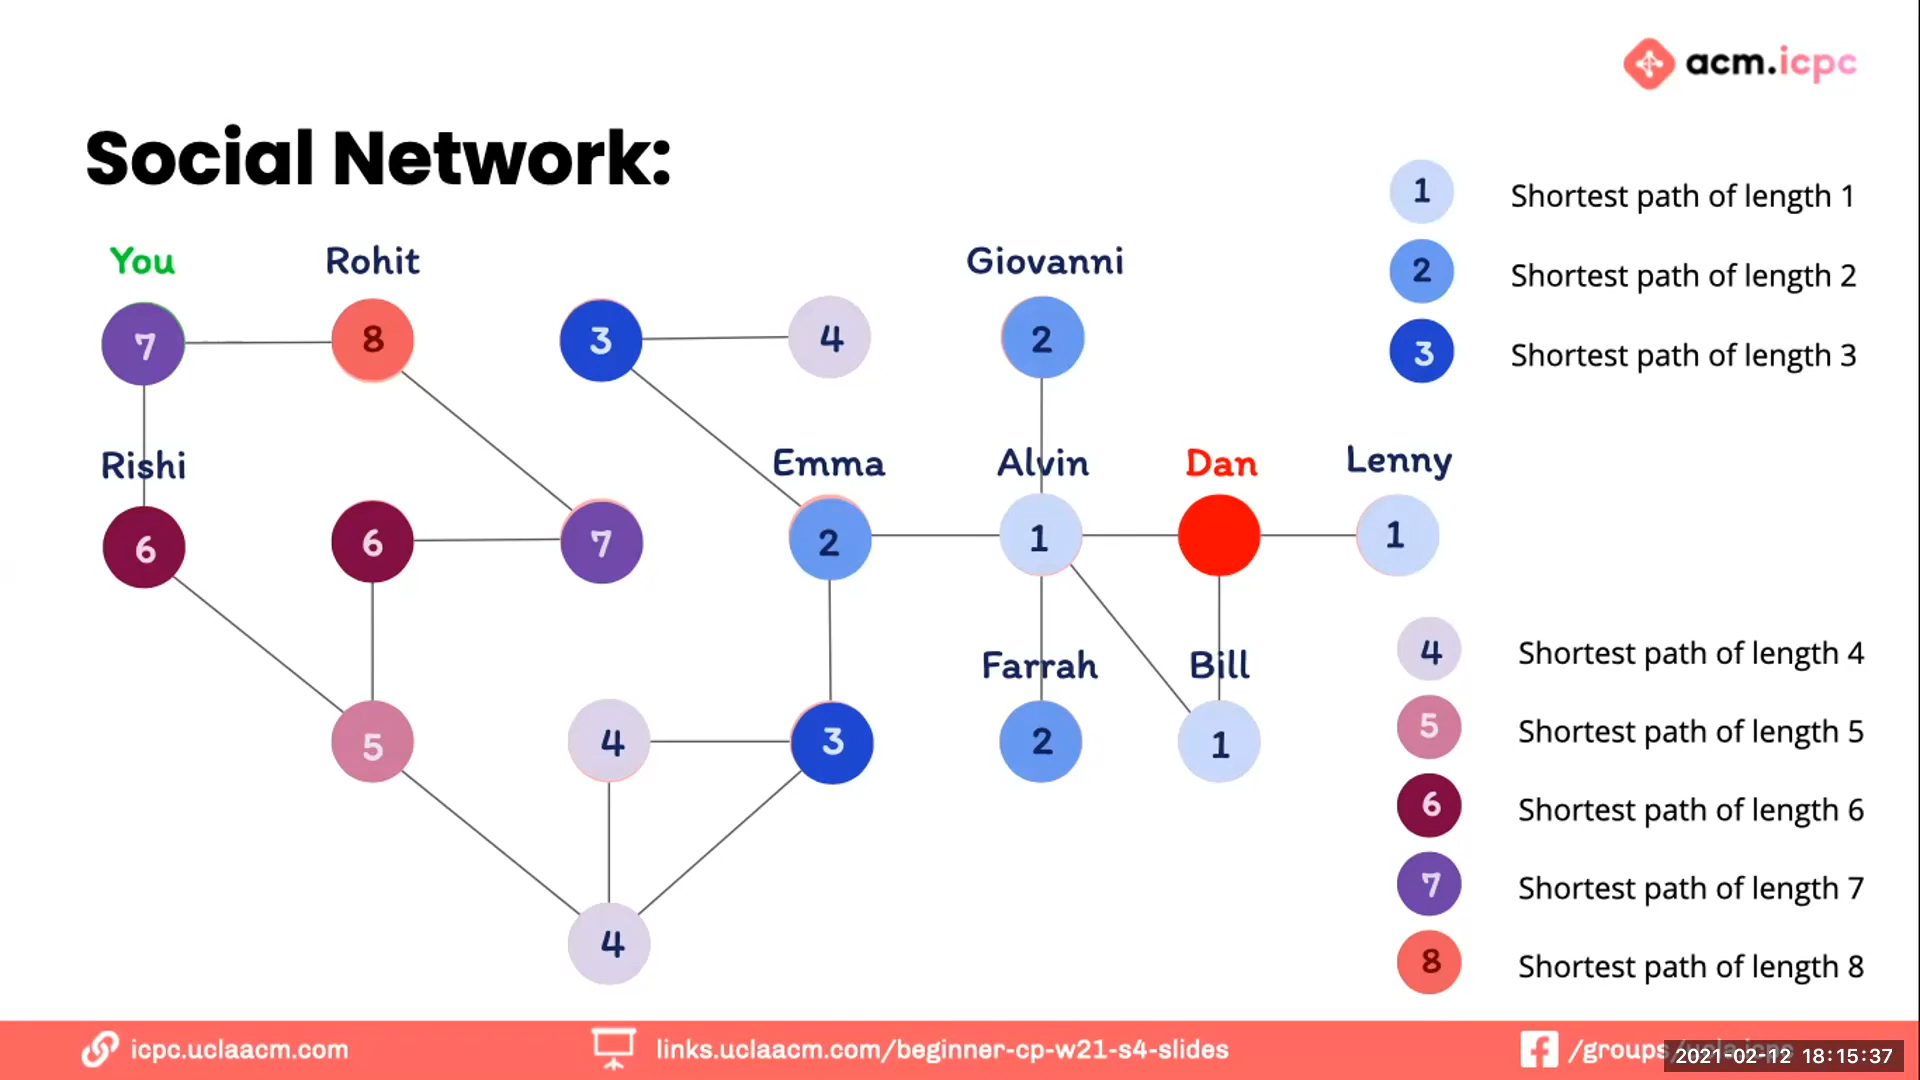 acm.icpc
Social Network:
1 Shortest path of length 1
2 Shortest path of length 2
3 Shortest path of length 3
You Rohit Giovanni
7 8 3 4 2
Rishi Emma Alvin Dan Lenny
6 6 7 2 1 1
Farrah Bill
5 4 3 2 1
4
4 Shortest path of length 4
5 Shortest path of length 5
6 Shortest path of length 6
7 Shortest path of length 7
8 Shortest path of length 8
icpc.uclaacm.com links.uclaacm.com/beginner-cp-w21-s4-slides /groups/
2021-02-12 18:15:37